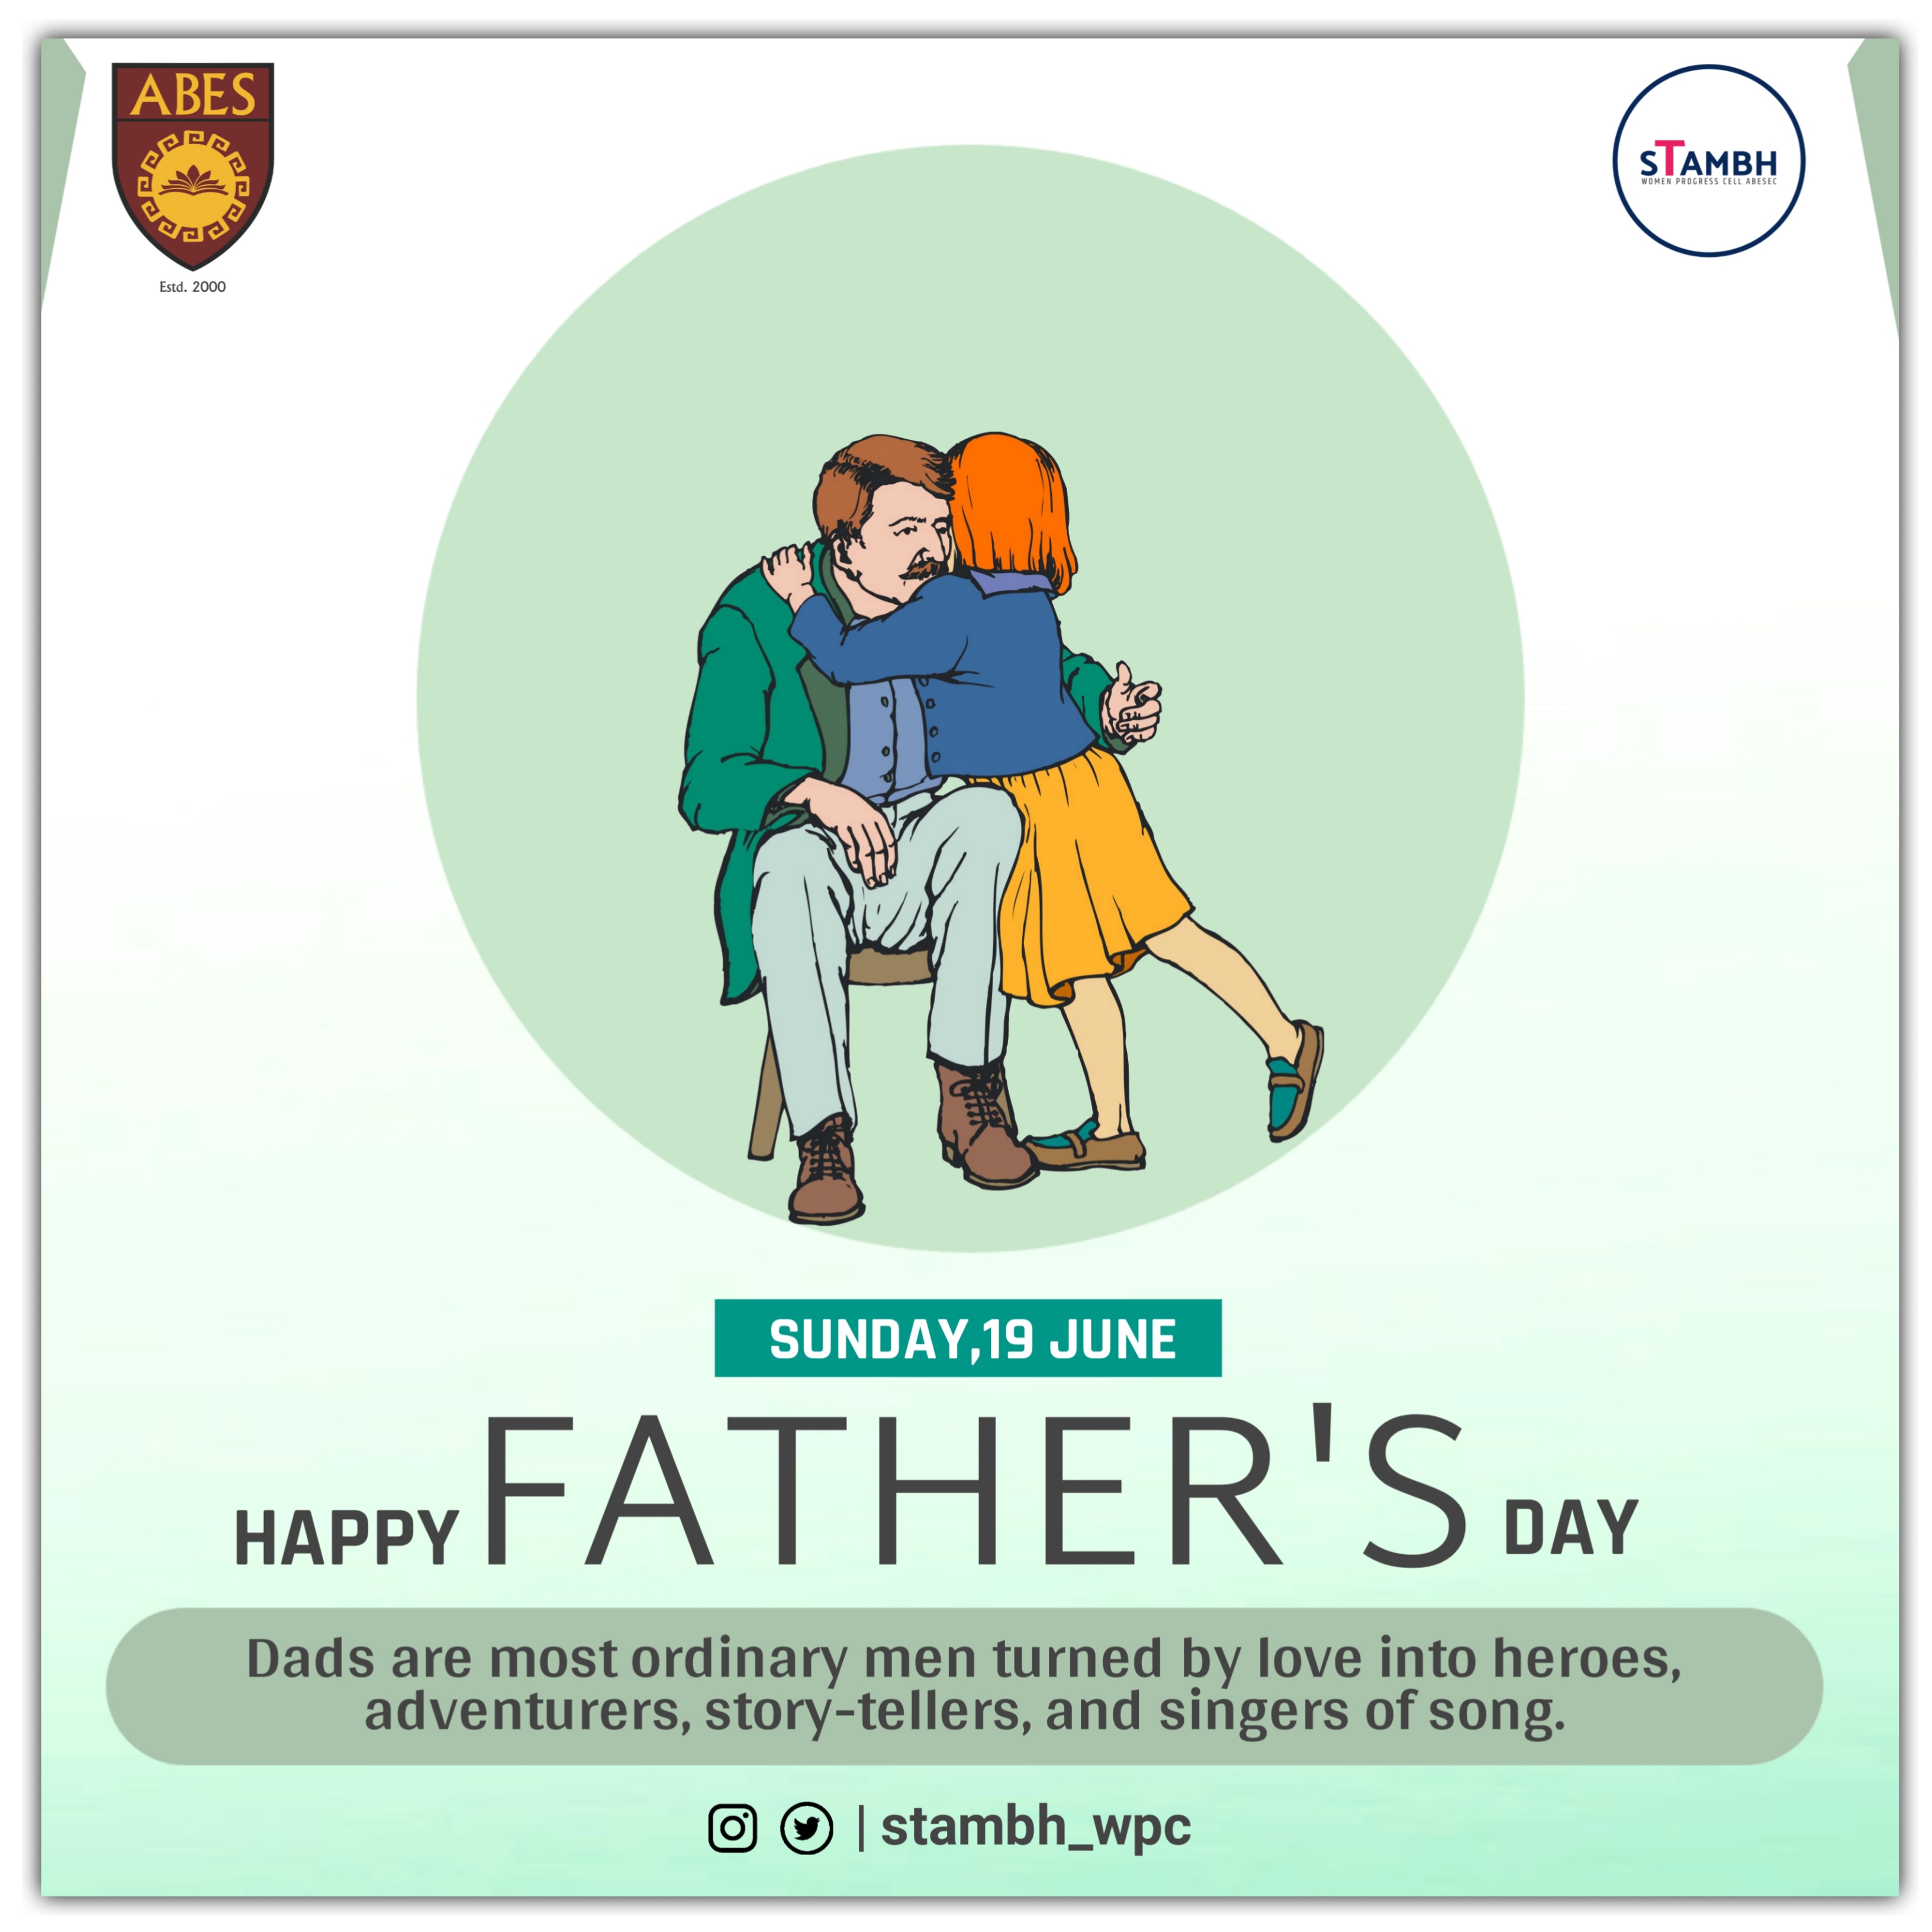 ABES
Estd. 2000
STAMBH
WOMEN PROGRESS CELL ABESEC
SUNDAY,19 JUNE
HAPPY FATHER'S DAY
Dads are most ordinary men turned by love into heroes,
adventurers, story-tellers, and singers of song.
| stambh_wpc